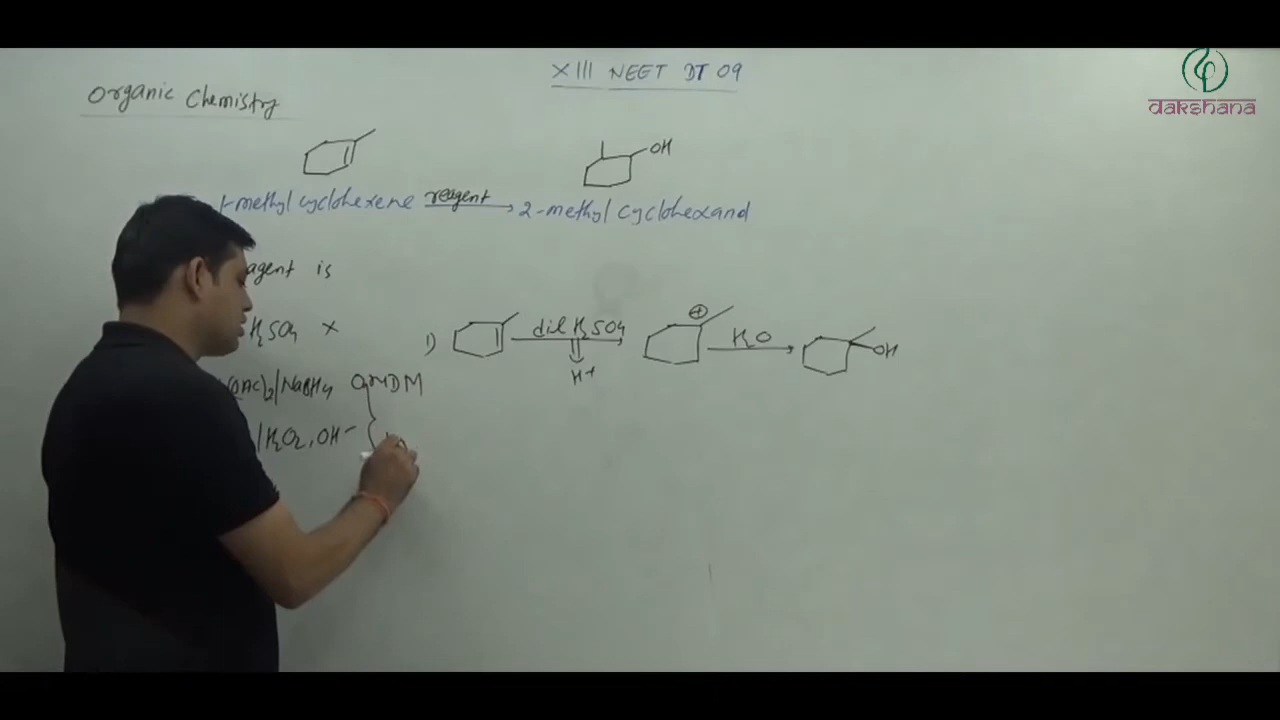 XIII NEET DT 09
dakshana
Organic Chemistry
OH
1-methyl cyclohexene reagent 2-methyl cyclohexanol
agent is
H2SO4 ×
1) dil H2SO4 ⊕ H2O OH
H+
(OAc)2/NaBH4 OMDM
/H2O2, OH-